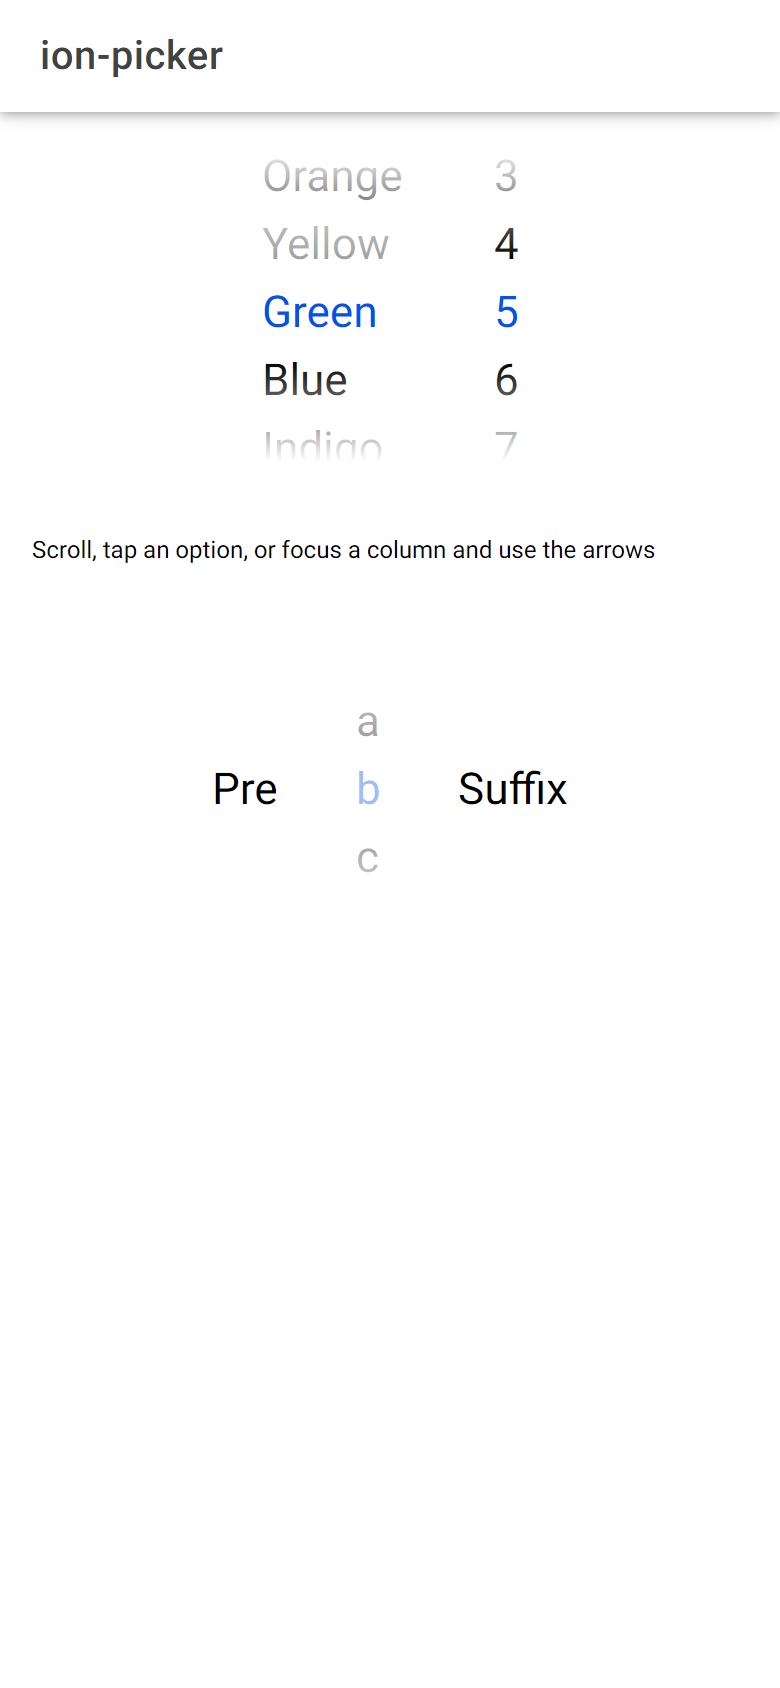 ion-picker
Orange 3
Yellow 4
Green 5
Blue 6
Indigo 7
Scroll, tap an option, or focus a column and use the arrows
a
Pre b Suffix
c